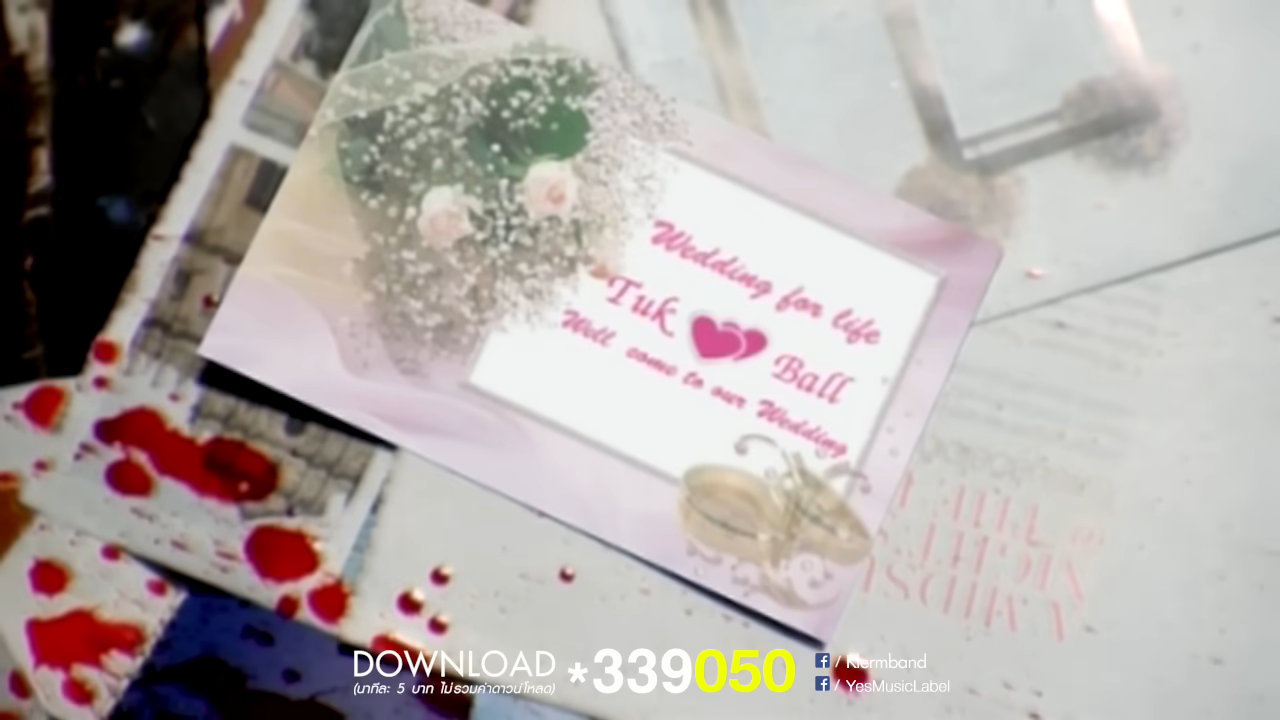 Wedding for life
Tuk Ball
Well come to our Wedding
DOWNLOAD *339050
(นาทีละ 5 บาท ไม่รวมค่าดาวน์โหลด)
/ Klermband
/ YesMusicLabel